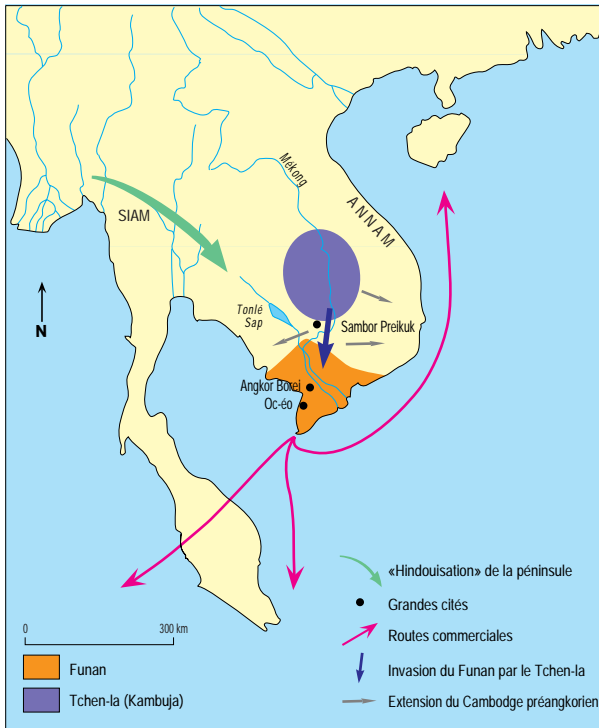 Mékong
ANNAM
SIAM
N
Tonlé
Sap
Sambor Preikuk
Angkor Borei
Oc-éo
«Hindouisation» de la péninsule
Grandes cités
Routes commerciales
Invasion du Funan par le Tchen-la
Extension du Cambodge préangkorien
0 300 km
Funan
Tchen-la (Kambuja)